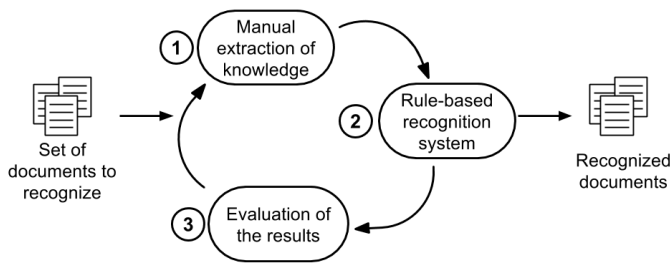 1
Manual
extraction of
knowledge
2
Rule-based
recognition
system
3
Evaluation of
the results
Set of
documents to
recognize
Recognized
documents